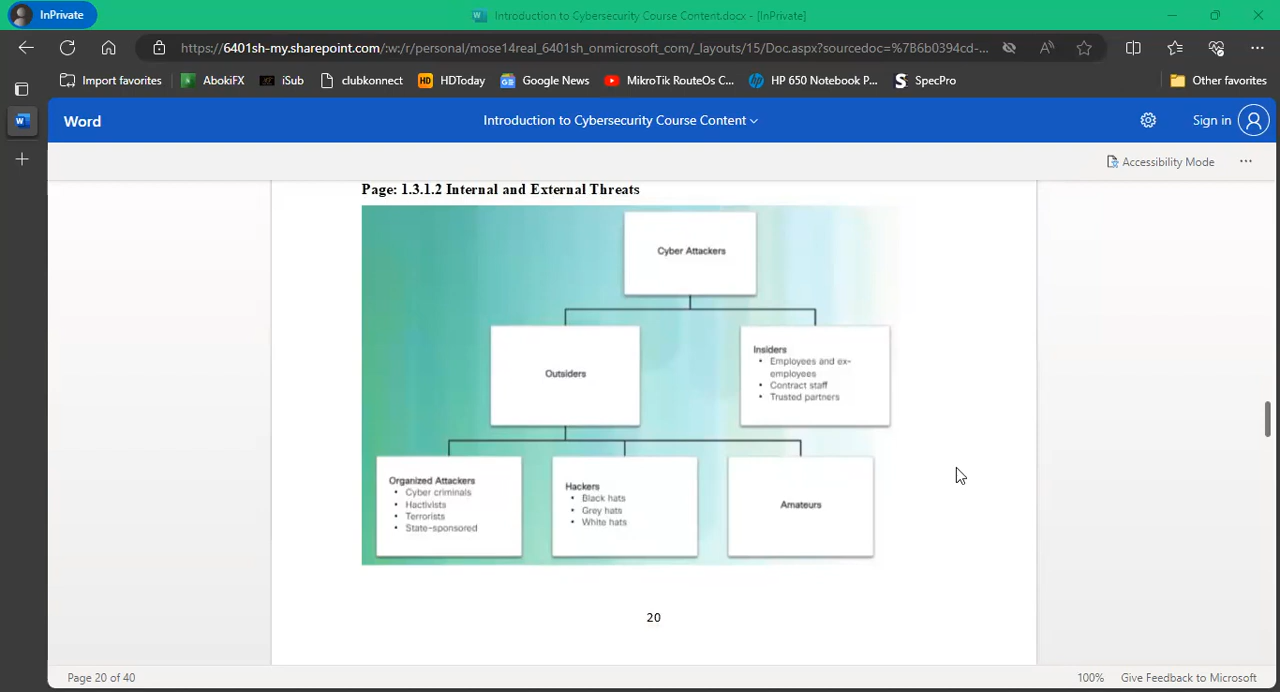 InPrivate
Introduction to Cybersecurity Course Content.docx - [InPrivate]
https://6401sh-my.sharepoint.com/:w:/r/personal/mose14real_6401sh_onmicrosoft_com/_layouts/15/Doc.aspx?sourcedoc=%7B6b0394cd-...
Import favorites
AbokiFX
iSub
clubkonnect
HD HDToday
Google News
MikroTik RouteOs C...
HP 650 Notebook P...
SpecPro
Other favorites
Word
Introduction to Cybersecurity Course Content
Sign in
Accessibility Mode
Page: 1.3.1.2 Internal and External Threats
Cyber Attackers
Outsiders
Insiders
• Employees and ex-
employees
• Contract staff
• Trusted partners
Organized Attackers
• Cyber criminals
• Hactivists
• Terrorists
• State-sponsored
Hackers
• Black hats
• Grey hats
• White hats
Amateurs
20
Page 20 of 40
100%
Give Feedback to Microsoft